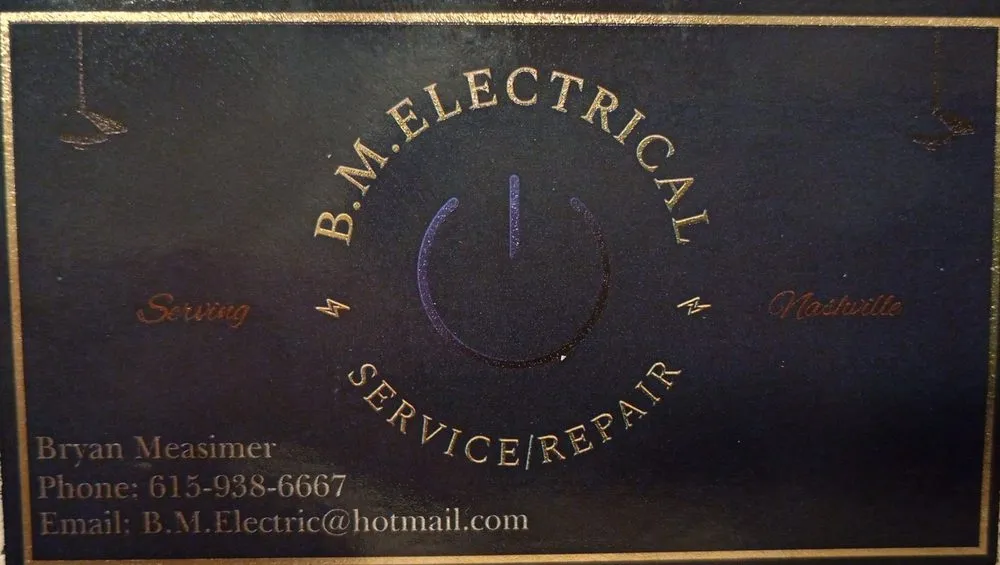 B.M.ELECTRICAL
Serving
Nashville
SERVICE/REPAIR
Bryan Measimer
Phone: 615-938-6667
Email: B.M.Electric@hotmail.com